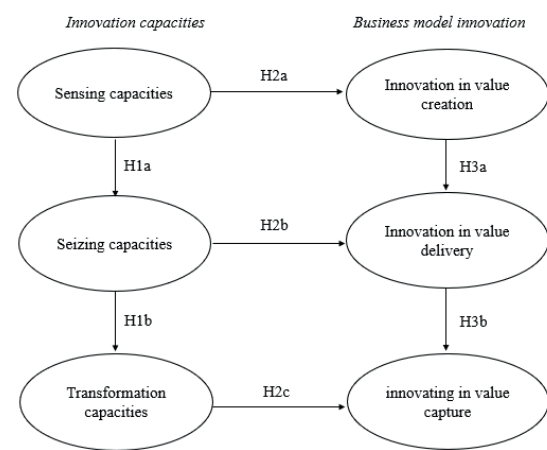 Innovation capacities
Business model innovation
Sensing capacities
H2a
Innovation in value
creation
H1a
H3a
Seizing capacities
H2b
Innovation in value
delivery
H1b
H3b
Transformation
capacities
H2c
innovating in value
capture